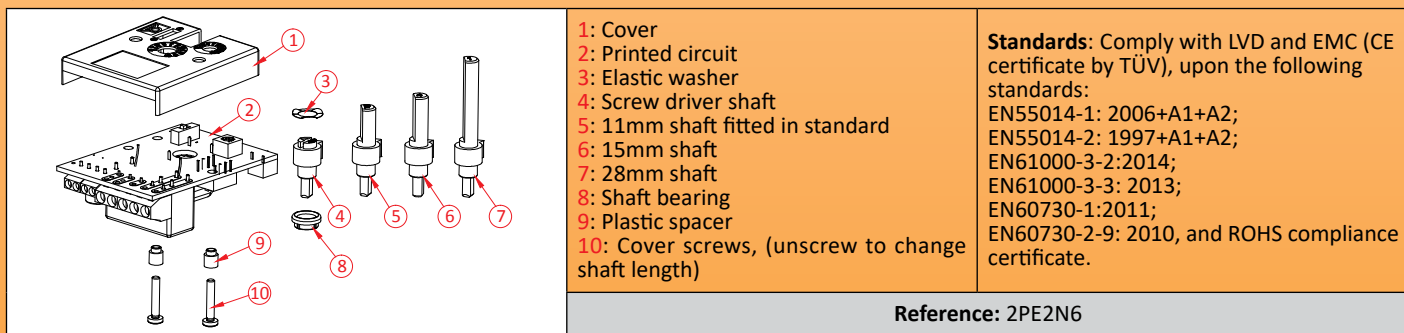 1
2
3
4
5
6
7
8
9
10
1: Cover
2: Printed circuit
3: Elastic washer
4: Screw driver shaft
5: 11mm shaft fitted in standard
6: 15mm shaft
7: 28mm shaft
8: Shaft bearing
9: Plastic spacer
10: Cover screws, (unscrew to change
shaft length)
Standards: Comply with LVD and EMC (CE
certificate by TÜV), upon the following
standards:
EN55014-1: 2006+A1+A2;
EN55014-2: 1997+A1+A2;
EN61000-3-2:2014;
EN61000-3-3: 2013;
EN60730-1:2011;
EN60730-2-9: 2010, and ROHS compliance
certificate.
Reference: 2PE2N6